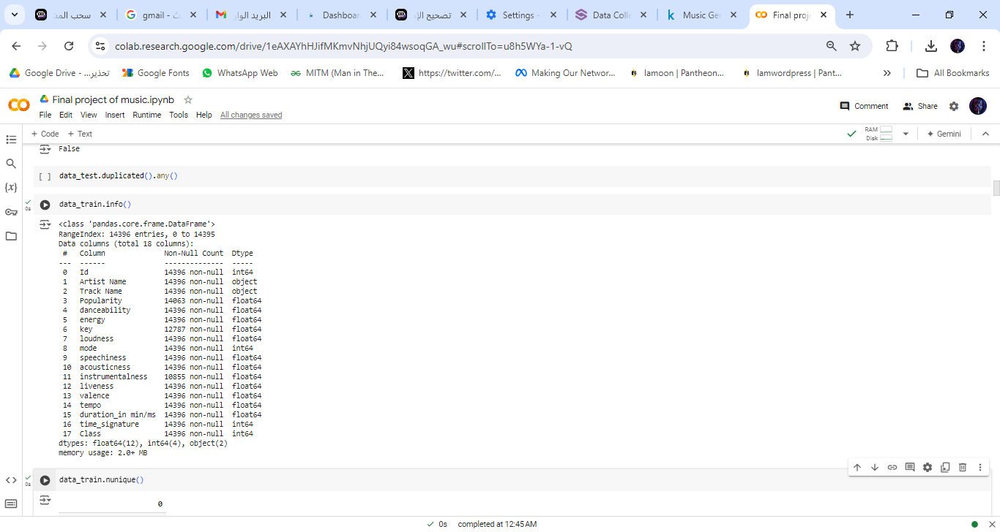 سحب المنا
gmail - ث
البريد الوار
Dashboar
تصحيح الإ
Settings -
Data Colle
Music Gen
Final proje
colab.research.google.com/drive/1eAXAYhHJifMKmvNhjUQyi84wsoqGA_wu#scrollTo=u8h5WYa-1-vQ
Google Drive - ...تحذير
Google Fonts
WhatsApp Web
MITM (Man in The...
https://twitter.com/...
Making Our Networ...
lamoon | Pantheon...
lamwordpress | Pant...
All Bookmarks
Final project of music.ipynb
Comment
Share
File Edit View Insert Runtime Tools Help All changes saved
+ Code + Text
RAM
Disk
Gemini
False
[ ] data_test.duplicated().any()
0s
data_train.info()
<class 'pandas.core.frame.DataFrame'>
RangeIndex: 14396 entries, 0 to 14395
Data columns (total 18 columns):
# Column Non-Null Count Dtype
--- ------ -------------- -----
0 Id 14396 non-null int64
1 Artist Name 14396 non-null object
2 Track Name 14396 non-null object
3 Popularity 14063 non-null float64
4 danceability 14396 non-null float64
5 energy 14396 non-null float64
6 key 12787 non-null float64
7 loudness 14396 non-null float64
8 mode 14396 non-null int64
9 speechiness 14396 non-null float64
10 acousticness 14396 non-null float64
11 instrumentalness 10855 non-null float64
12 liveness 14396 non-null float64
13 valence 14396 non-null float64
14 tempo 14396 non-null float64
15 duration_in min/ms 14396 non-null float64
16 time_signature 14396 non-null int64
17 Class 14396 non-null int64
dtypes: float64(12), int64(4), object(2)
memory usage: 2.0+ MB
0s
data_train.nunique()
0
0s completed at 12:45 AM